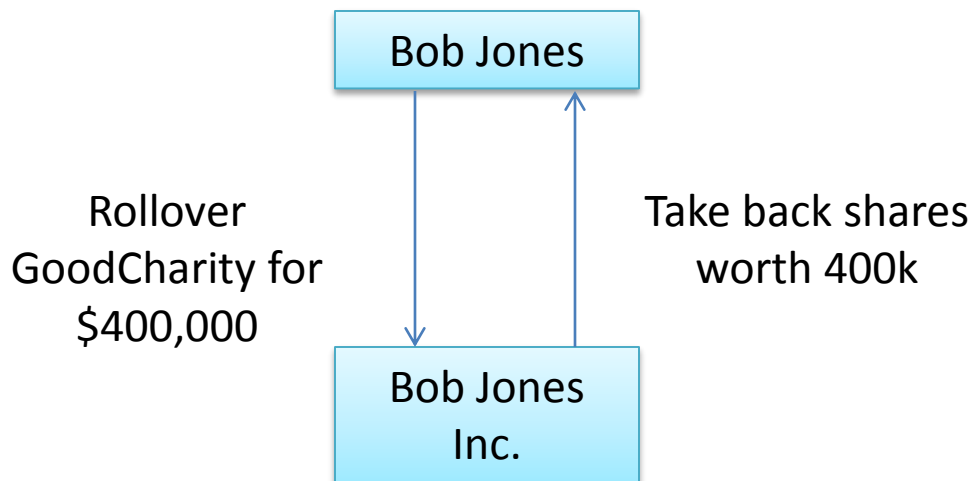 Bob Jones
Rollover
GoodCharity for
$400,000
Take back shares
worth 400k
Bob Jones
Inc.